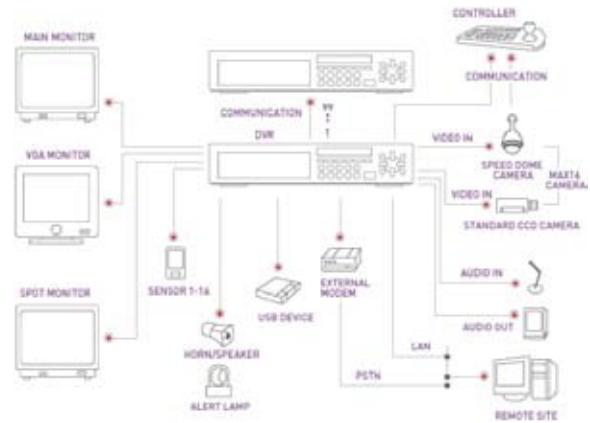 CONTROLLER
MAIN MONITOR
COMMUNICATION
COMMUNICATION
DVR
VIDEO IN
VGA MONITOR
SPEED DOME
CAMERA
MAX16
CAMERA
VIDEO IN
STANDARD CCD CAMERA
SENSOR 1-16
EXTERNAL
MODEM
AUDIO IN
SPOT MONITOR
USB DEVICE
AUDIO OUT
HORN/SPEAKER
LAN
PSTN
ALERT LAMP
REMOTE SITE